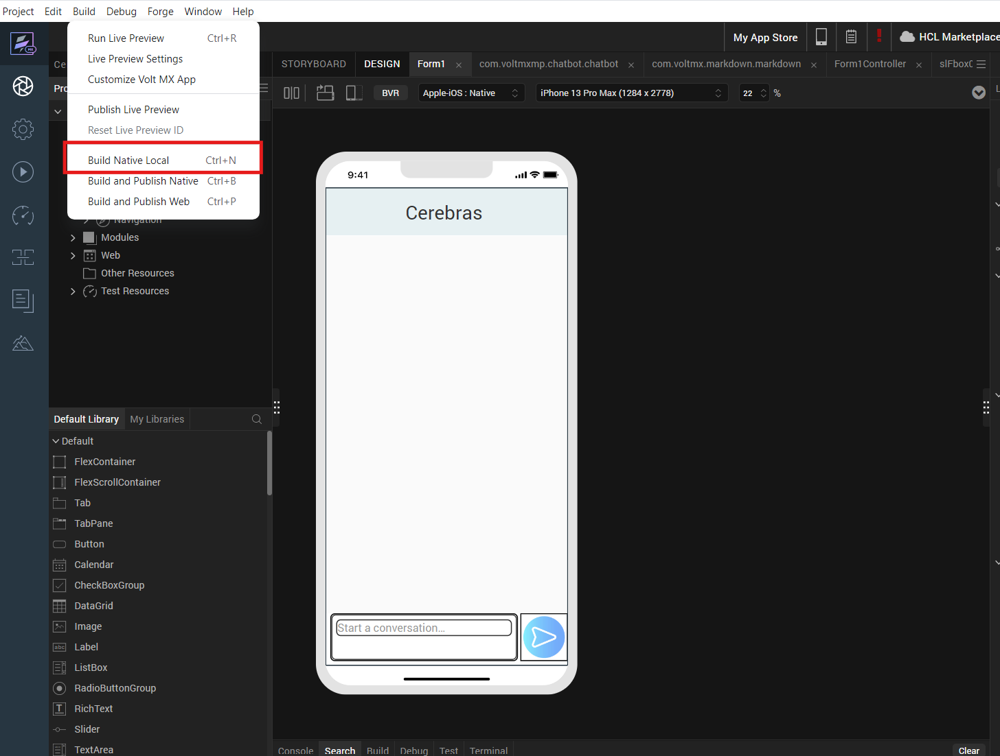 Project Edit Build Debug Forge Window Help
Run Live Preview Ctrl+R
Live Preview Settings
Customize Volt MX App
Publish Live Preview
Reset Live Preview ID
Build Native Local Ctrl+N
Build and Publish Native Ctrl+B
Build and Publish Web Ctrl+P
MX
My App Store
HCL Marketplace
Ce
STORYBOARD DESIGN Form1 × com.voltmxmp.chatbot.chatbot × com.voltmx.markdown.markdown × Form1Controller ×
BVR Apple-iOS : Native iPhone 13 Pro Max (1284 x 2778) 22 %
Navigation
Modules
Web
Other Resources
Test Resources
9:41
Cerebras
Start a conversation...
Default Library My Libraries
Default
FlexContainer
FlexScrollContainer
Tab
TabPane
Button
Calendar
CheckBoxGroup
DataGrid
Image
abc Label
ListBox
RadioButtonGroup
T RichText
Slider
TextArea
Console Search Build Debug Test Terminal Clear